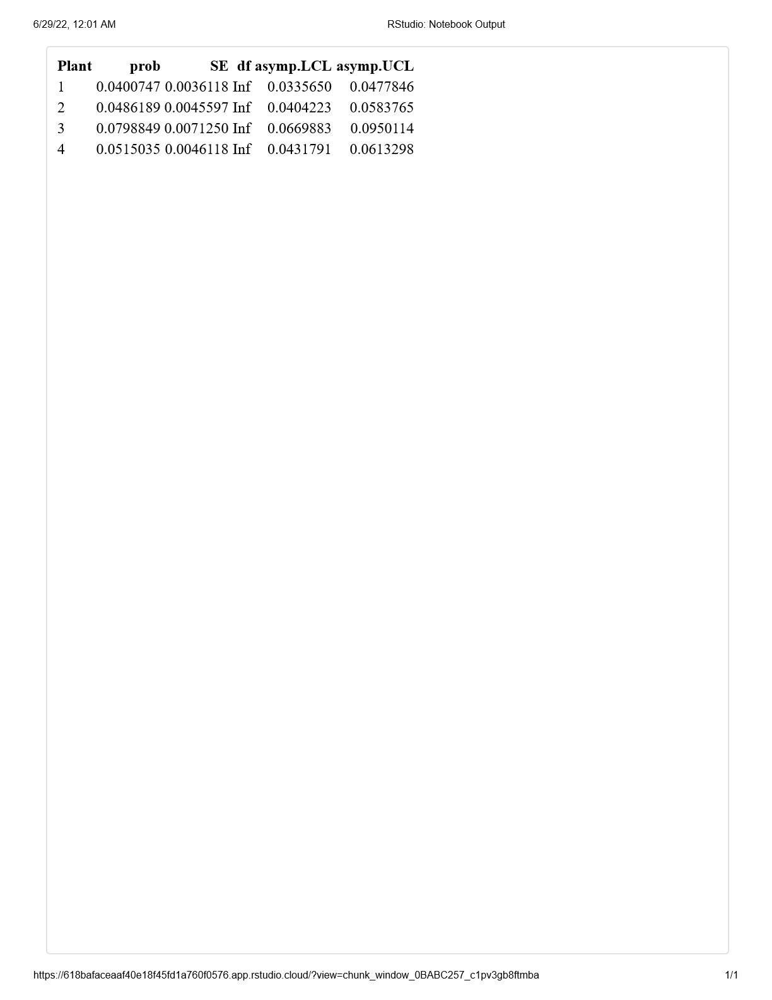 6/29/22, 12:01 AM RStudio: Notebook Output
Plant prob SE df asymp.LCL asymp.UCL
1 0.0400747 0.0036118 Inf 0.0335650 0.0477846
2 0.0486189 0.0045597 Inf 0.0404223 0.0583765
3 0.0798849 0.0071250 Inf 0.0669883 0.0950114
4 0.0515035 0.0046118 Inf 0.0431791 0.0613298
https://618bafaceaaf40e18f45fd1a760f0576.app.rstudio.cloud/?view=chunk_window_0BABC257_c1pv3gb8ftmba 1/1